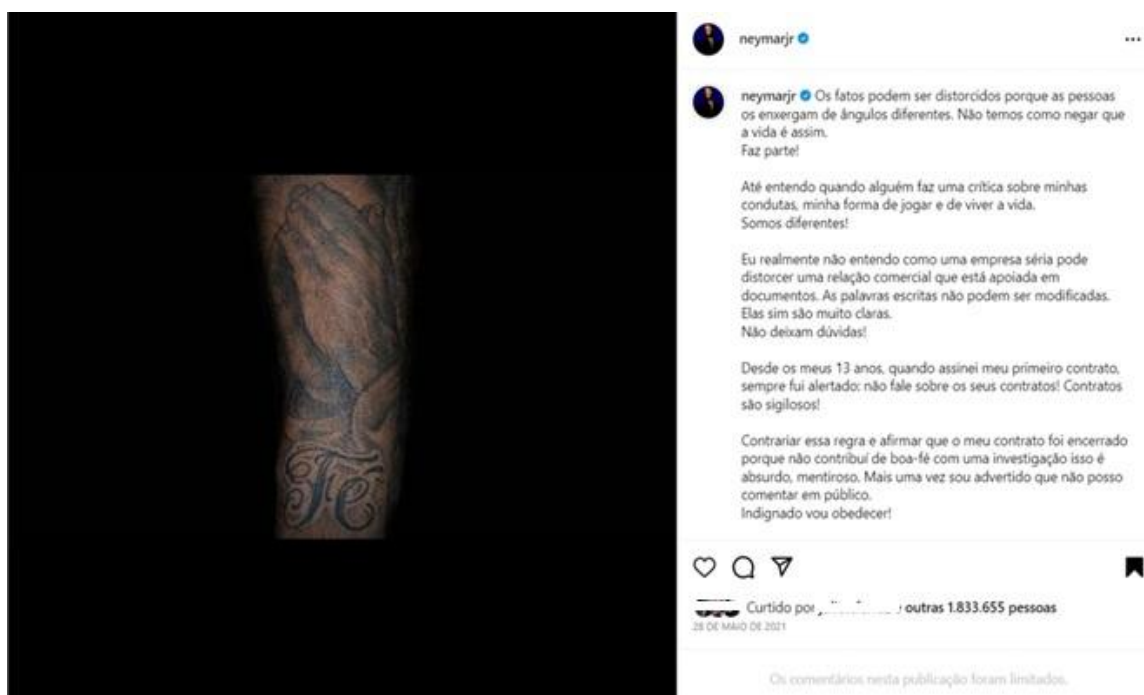 neymarjr
neymarjr Os fatos podem ser distorcidos porque as pessoas
os enxergam de ângulos diferentes. Não temos como negar que
a vida é assim.
Faz parte!
Até entendo quando alguém faz uma crítica sobre minhas
condutas, minha forma de jogar e de viver a vida.
Somos diferentes!
Eu realmente não entendo como uma empresa séria pode
distorcer uma relação comercial que está apoiada em
documentos. As palavras escritas não podem ser modificadas.
Elas sim são muito claras.
Não deixam dúvidas!
Desde os meus 13 anos, quando assinei meu primeiro contrato,
sempre fui alertado: não fale sobre os seus contratos! Contratos
são sigilosos!
Contrariar essa regra e afirmar que o meu contrato foi encerrado
porque não contribuí de boa-fé com uma investigação isso é
absurdo, mentiroso. Mais uma vez sou advertido que não posso
comentar em público.
Indignado vou obedecer!
Fé
Curtido por outras 1.833.655 pessoas
28 DE MAIO DE 2021
Os comentários nesta publicação foram limitados.